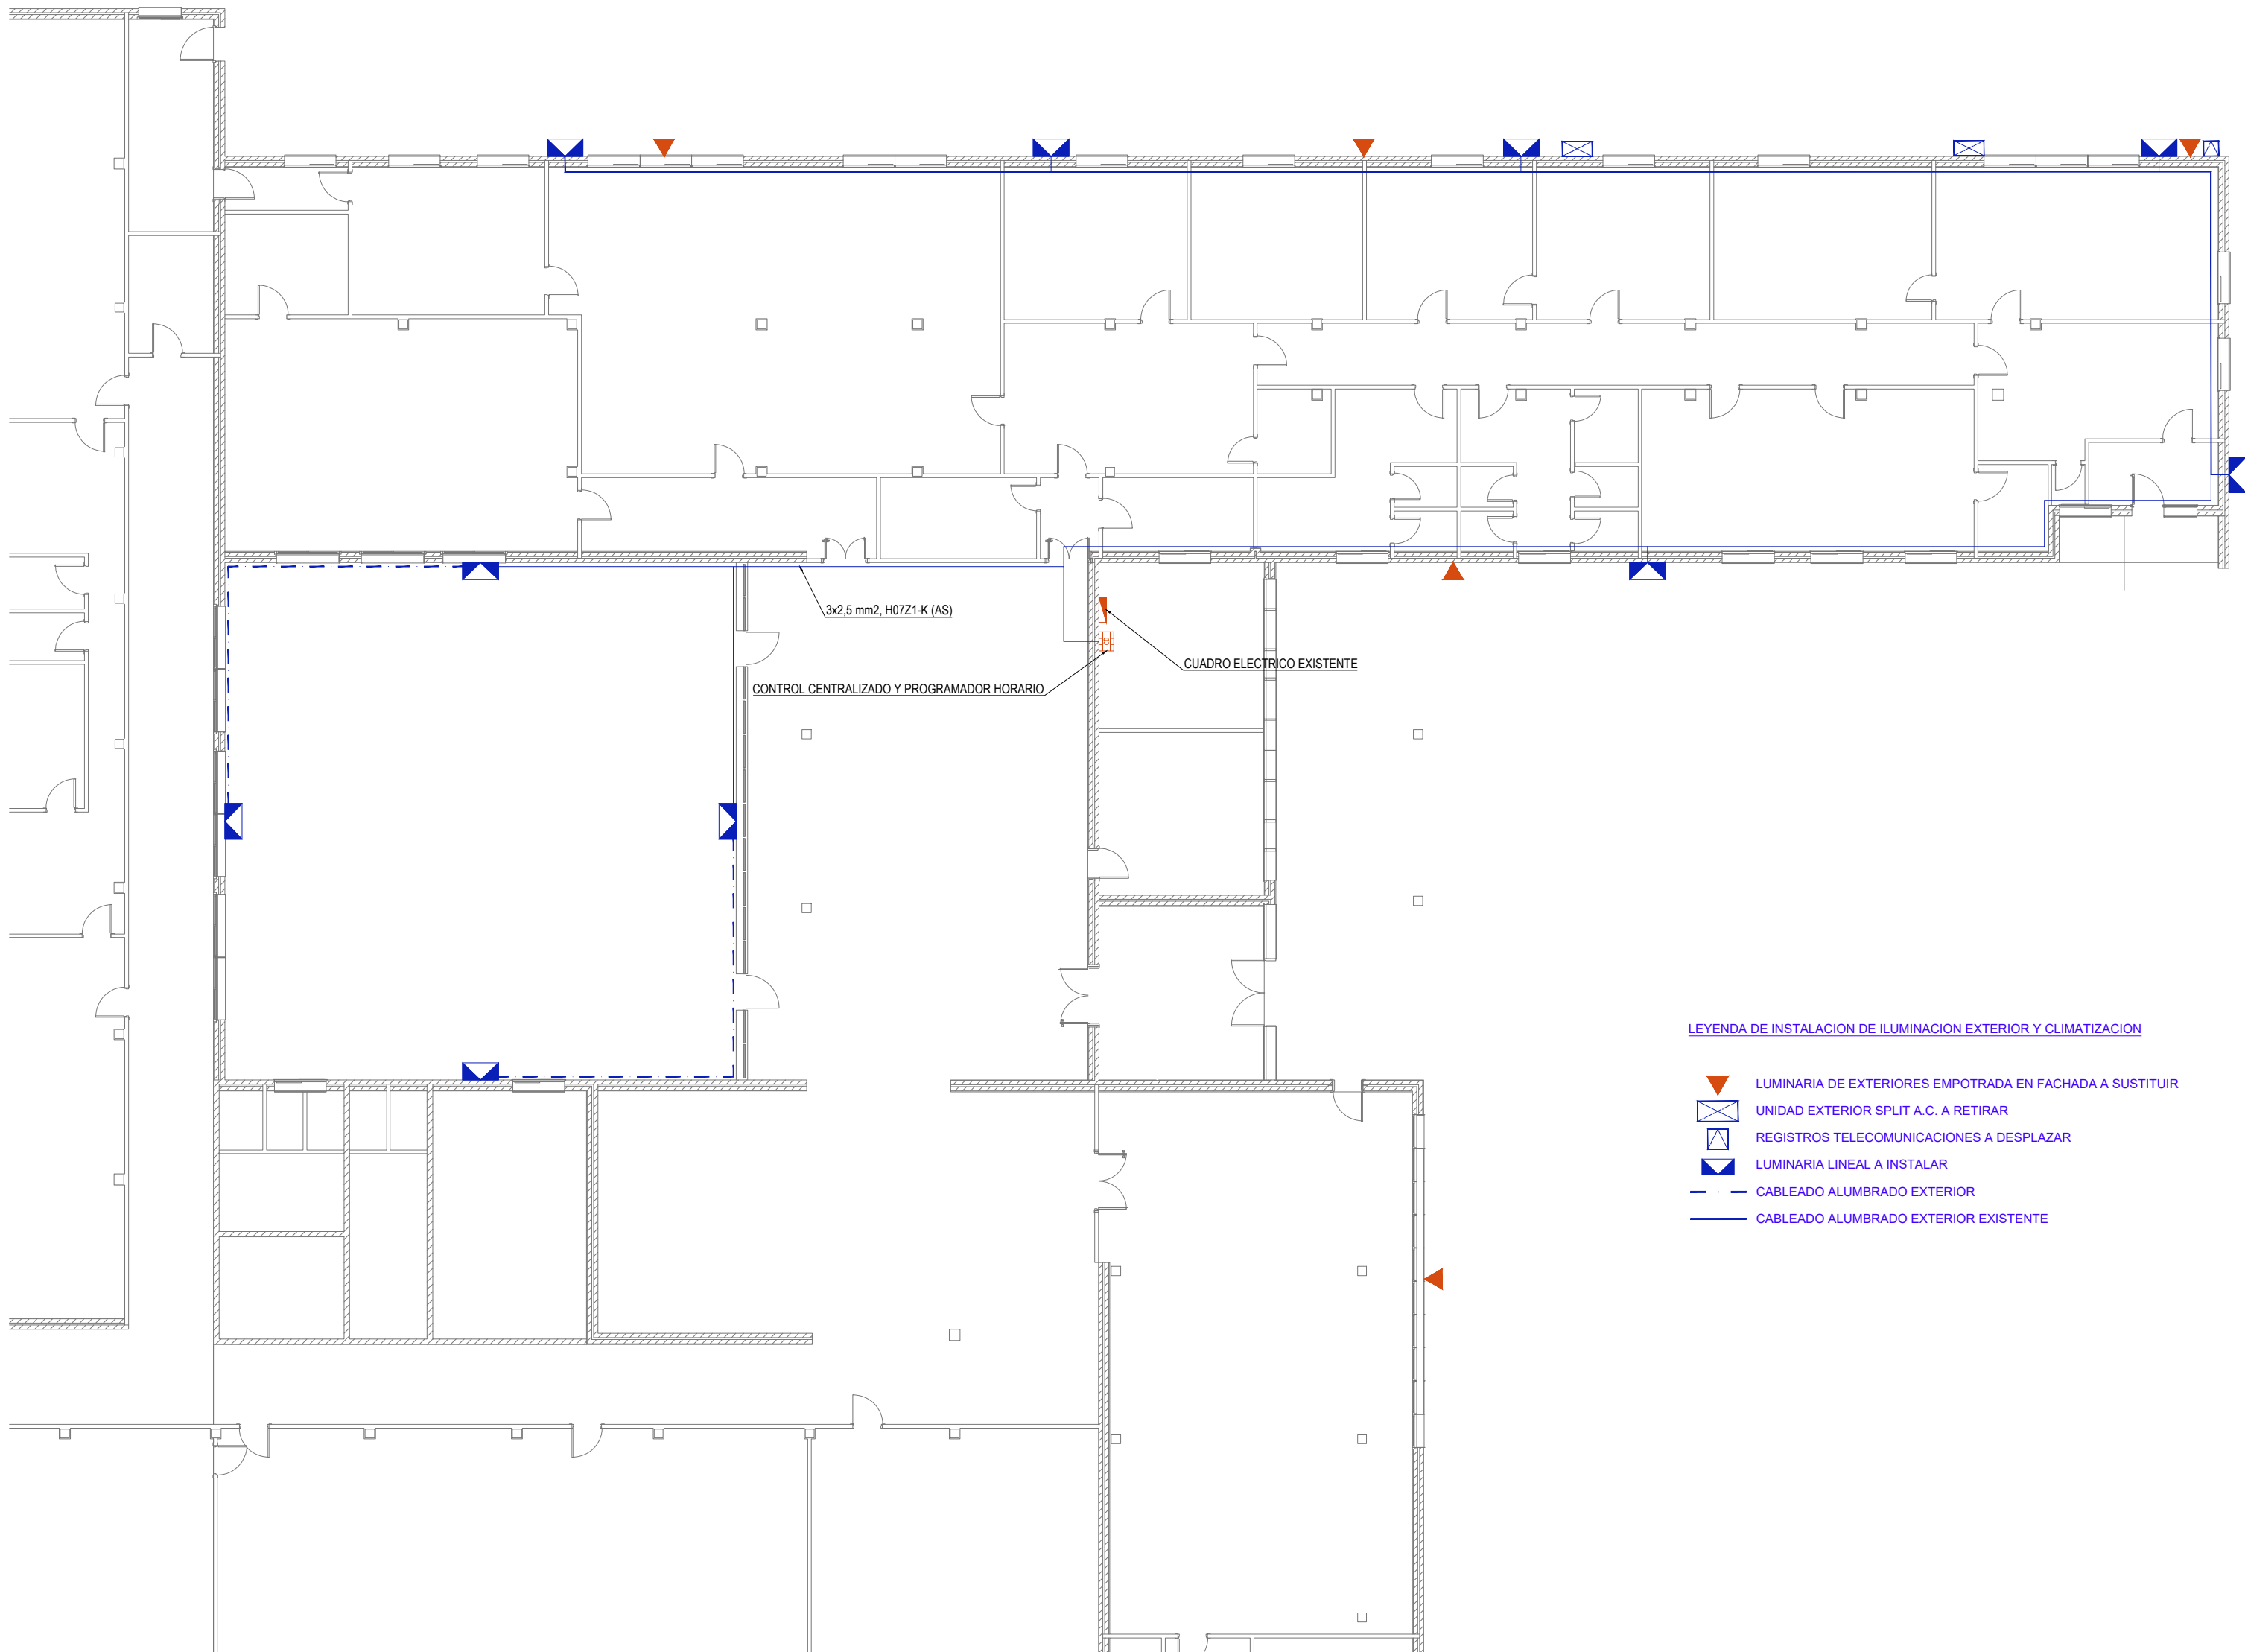 3x2,5 mm2, H07Z1-K (AS)
CUADRO ELECTRICO EXISTENTE
CONTROL CENTRALIZADO Y PROGRAMADOR HORARIO
LEYENDA DE INSTALACION DE ILUMINACION EXTERIOR Y CLIMATIZACION
LUMINARIA DE EXTERIORES EMPOTRADA EN FACHADA A SUSTITUIR
UNIDAD EXTERIOR SPLIT A.C. A RETIRAR
REGISTROS TELECOMUNICACIONES A DESPLAZAR
LUMINARIA LINEAL A INSTALAR
CABLEADO ALUMBRADO EXTERIOR
CABLEADO ALUMBRADO EXTERIOR EXISTENTE